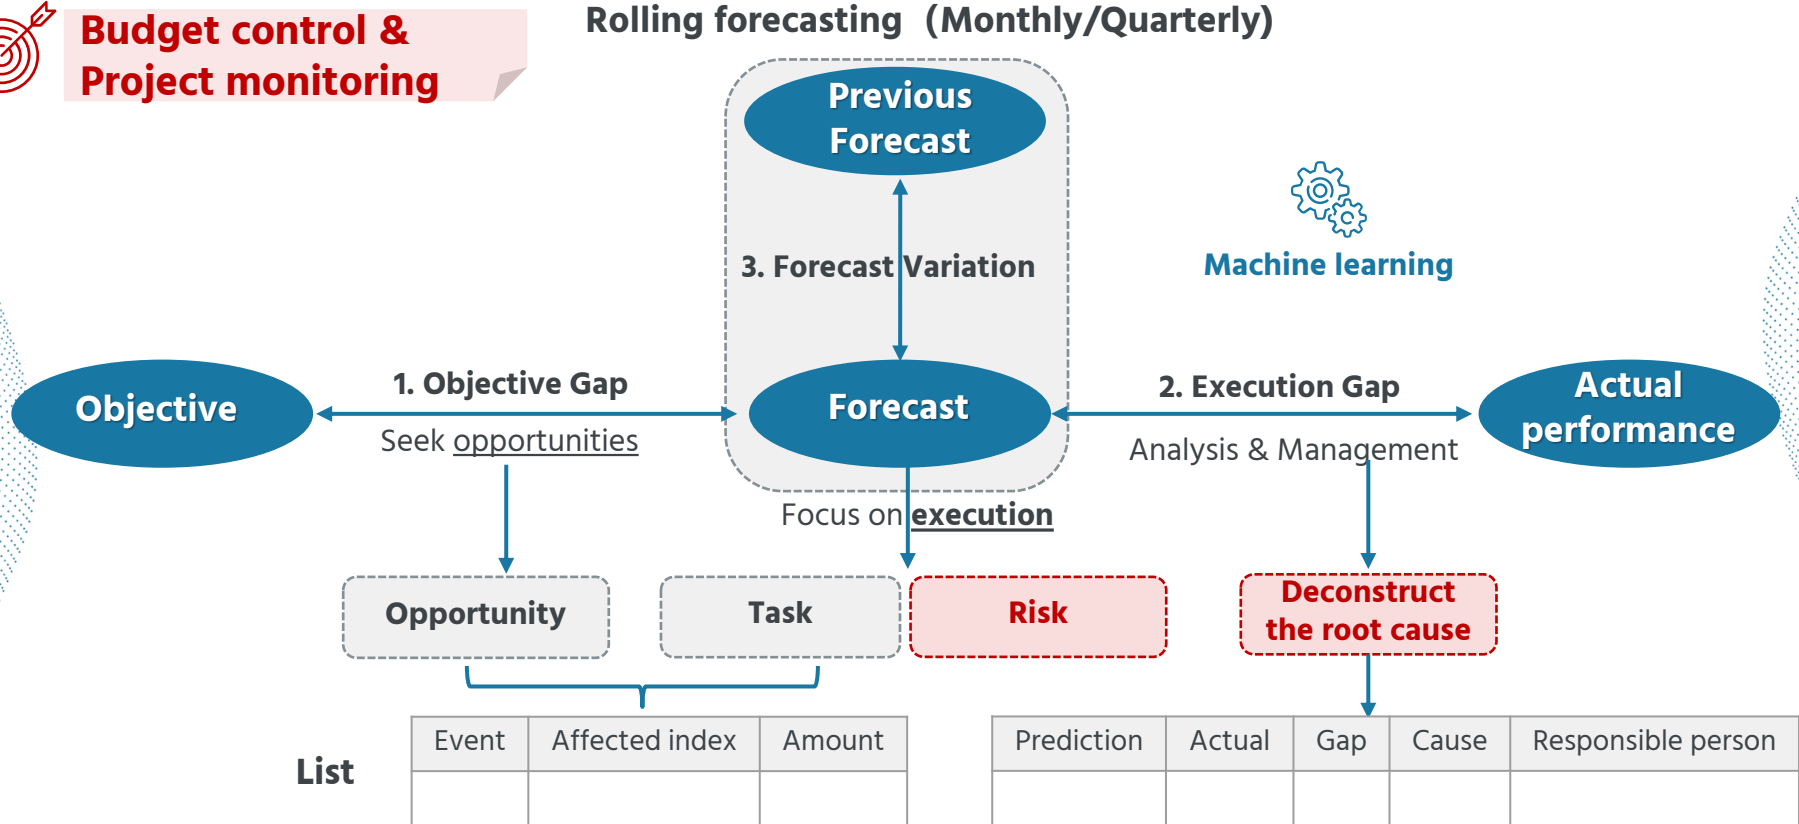 Budget control &
Project monitoring
Rolling forecasting (Monthly/Quarterly)
Previous
Forecast
3. Forecast Variation
Machine learning
Objective
1. Objective Gap
Seek opportunities
Forecast
2. Execution Gap
Analysis & Management
Actual
performance
Focus on execution
Opportunity
Task
Risk
Deconstruct
the root cause
List
Event Affected index Amount
Prediction Actual Gap Cause Responsible person